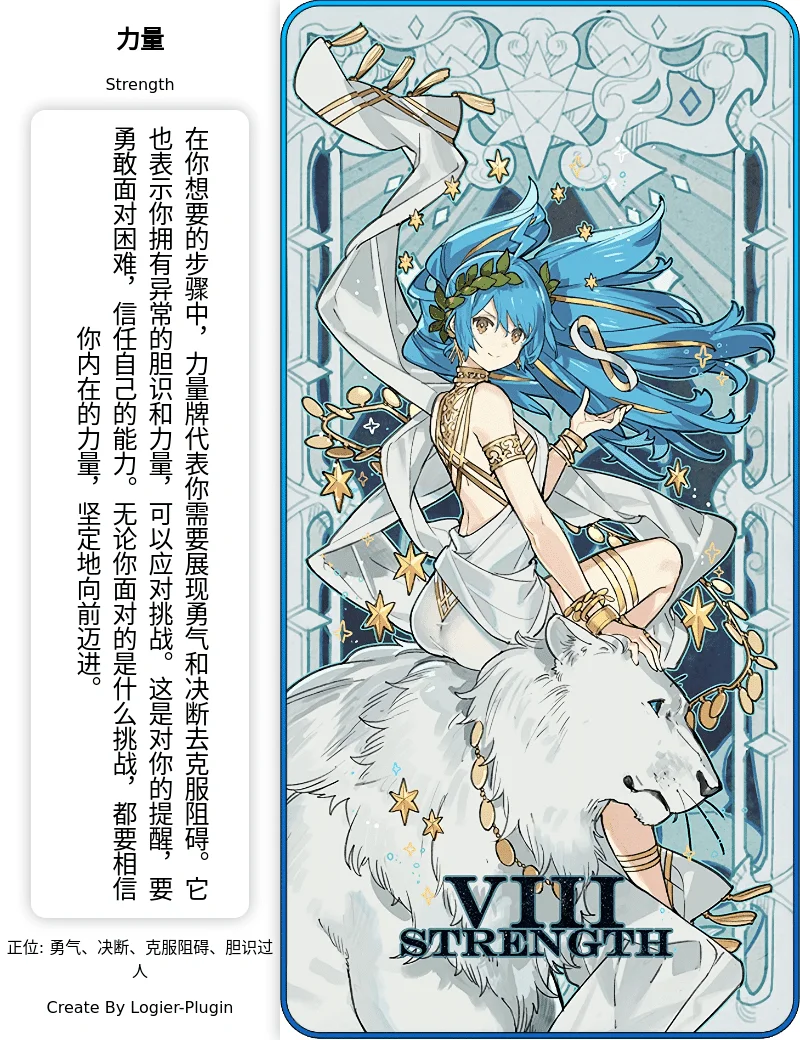 力量
Strength
在你想要的步骤中，力量牌代表你需要展现勇气和决断去克服阻碍。它
也表示你拥有异常的胆识和力量，可以应对挑战。这是对你的提醒，要
勇敢面对困难，信任自己的能力。无论你面对的是什么挑战，都要相信
你内在的力量，坚定地向前迈进。
正位: 勇气、决断、克服阻碍、胆识过
人
Create By Logier-Plugin
VIII
STRENGTH